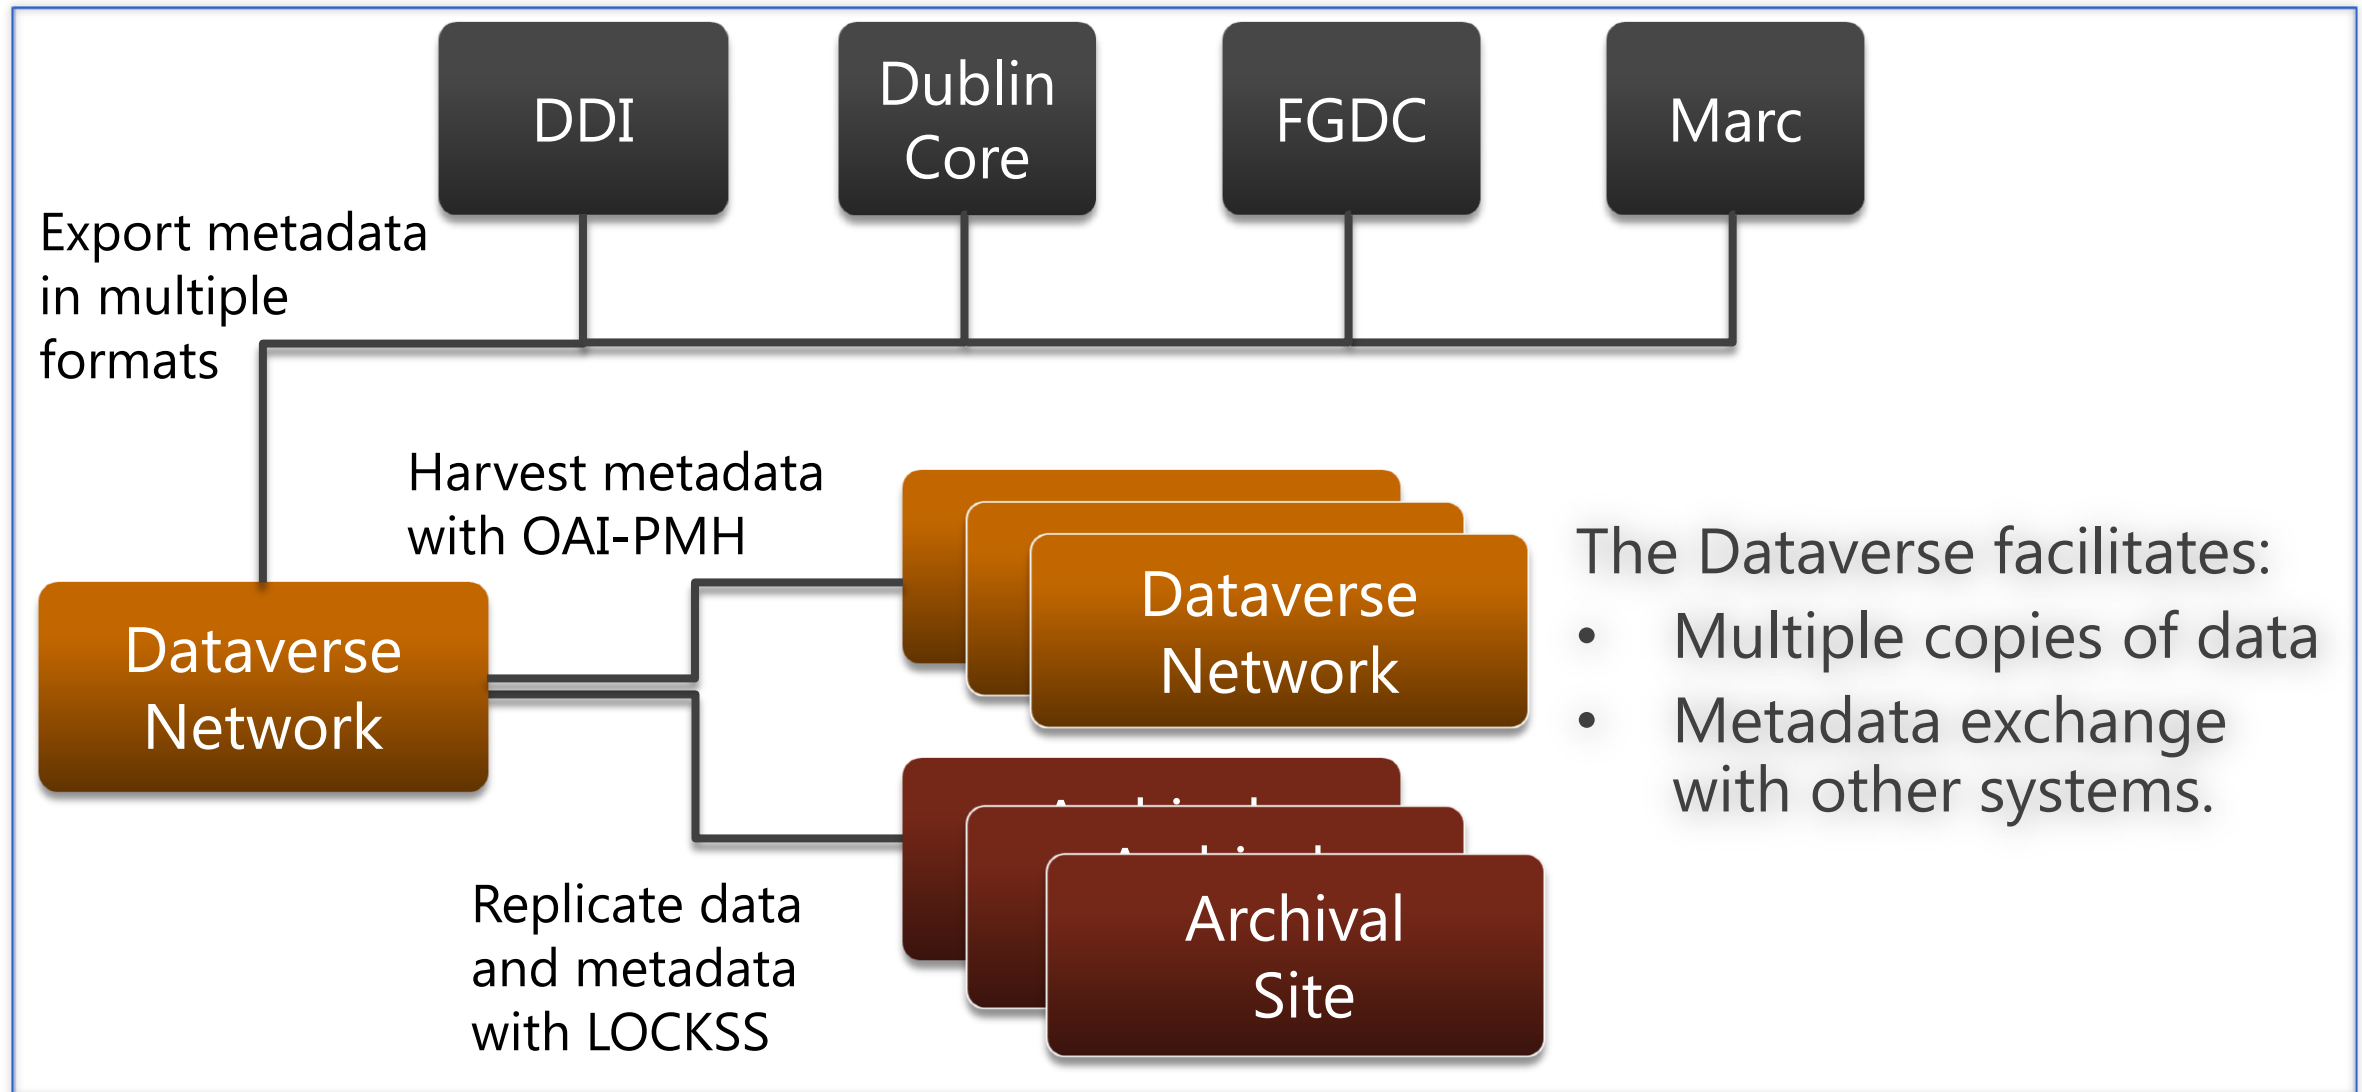 DDI
Dublin
Core
FGDC
Marc
Export metadata
in multiple
formats
Harvest metadata
with OAI-PMH
Dataverse
Network
Dataverse
Network
The Dataverse facilitates:
• Multiple copies of data
• Metadata exchange
with other systems.
Replicate data
and metadata
with LOCKSS
Archival
Site